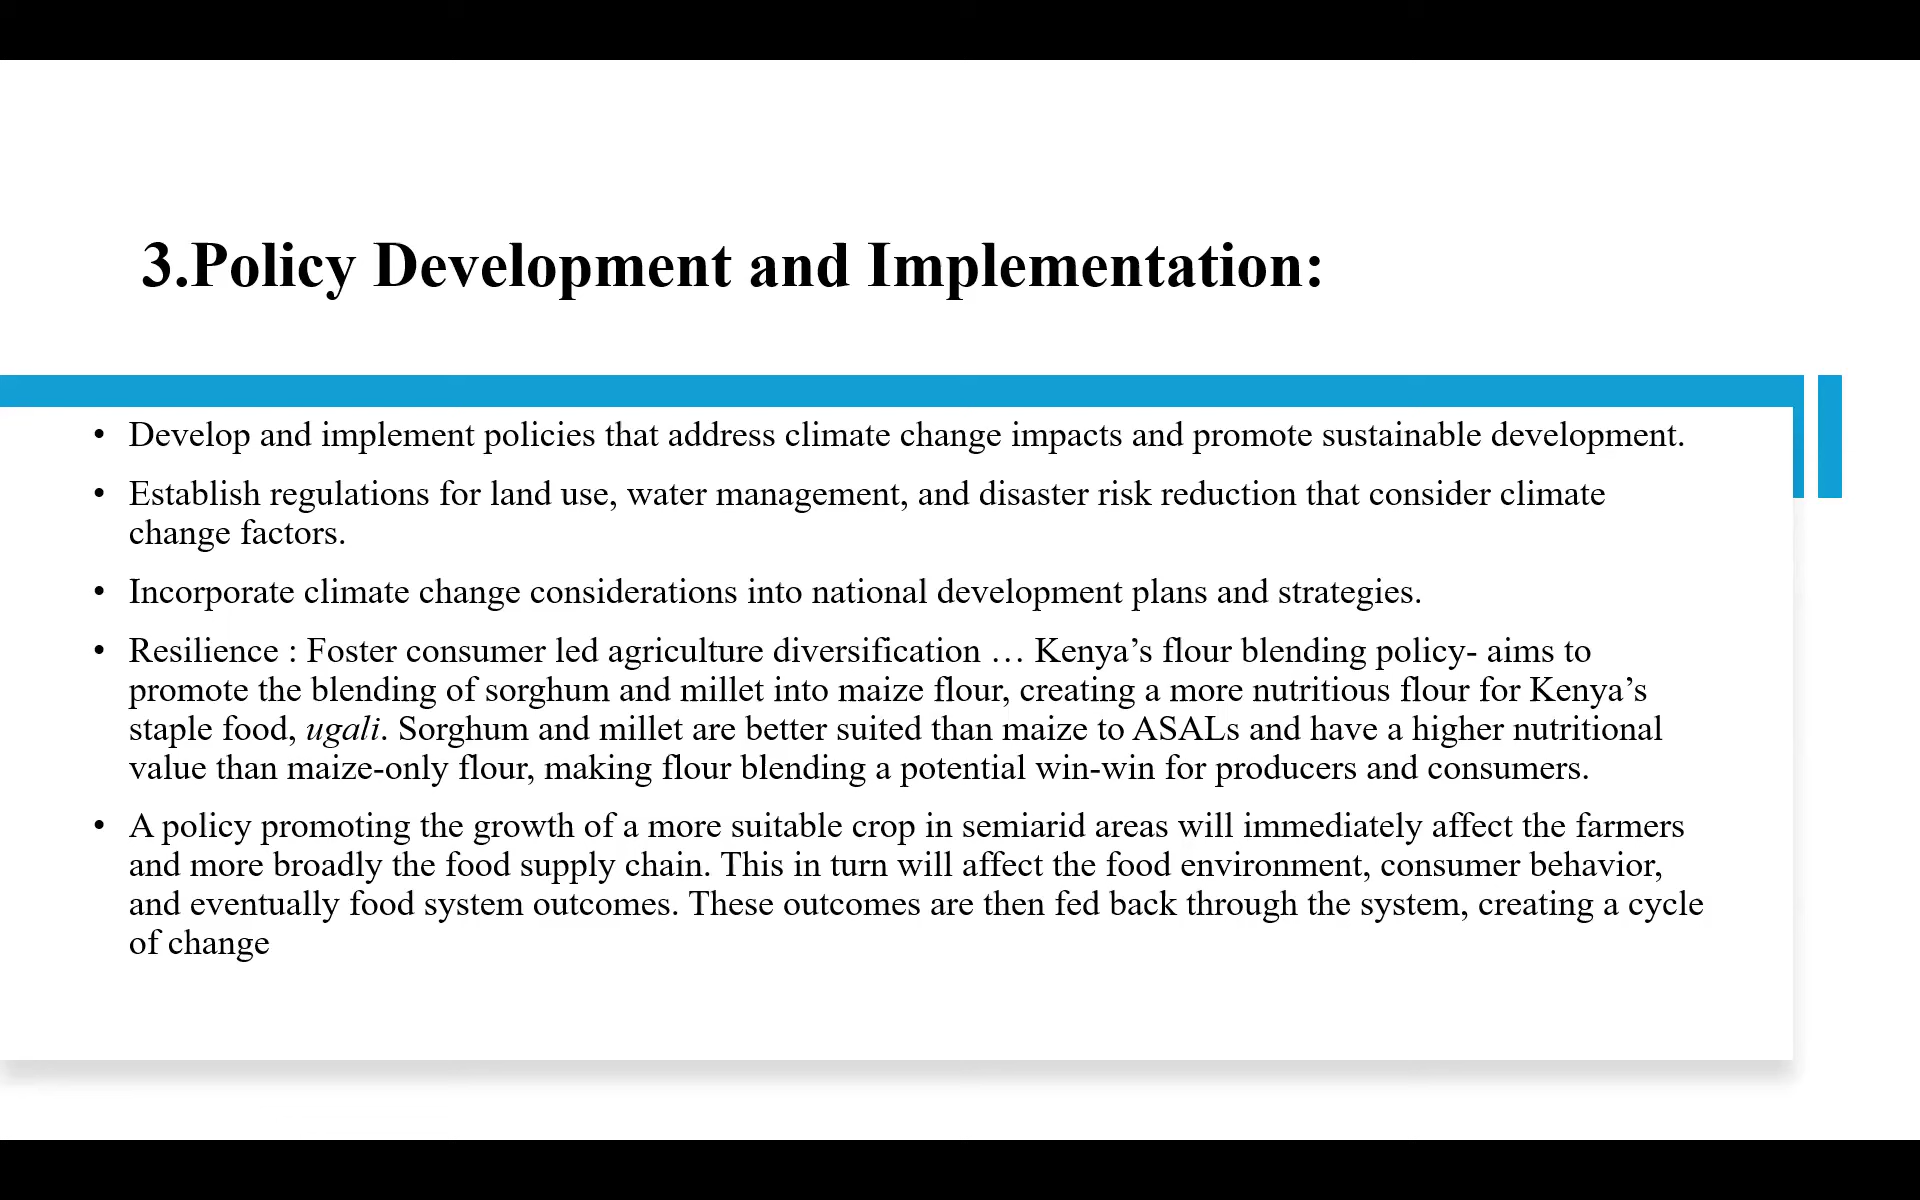 3.Policy Development and Implementation:
• Develop and implement policies that address climate change impacts and promote sustainable development.
• Establish regulations for land use, water management, and disaster risk reduction that consider climate
change factors.
• Incorporate climate change considerations into national development plans and strategies.
• Resilience : Foster consumer led agriculture diversification … Kenya’s flour blending policy- aims to
promote the blending of sorghum and millet into maize flour, creating a more nutritious flour for Kenya’s
staple food, ugali. Sorghum and millet are better suited than maize to ASALs and have a higher nutritional
value than maize-only flour, making flour blending a potential win-win for producers and consumers.
• A policy promoting the growth of a more suitable crop in semiarid areas will immediately affect the farmers
and more broadly the food supply chain. This in turn will affect the food environment, consumer behavior,
and eventually food system outcomes. These outcomes are then fed back through the system, creating a cycle
of change